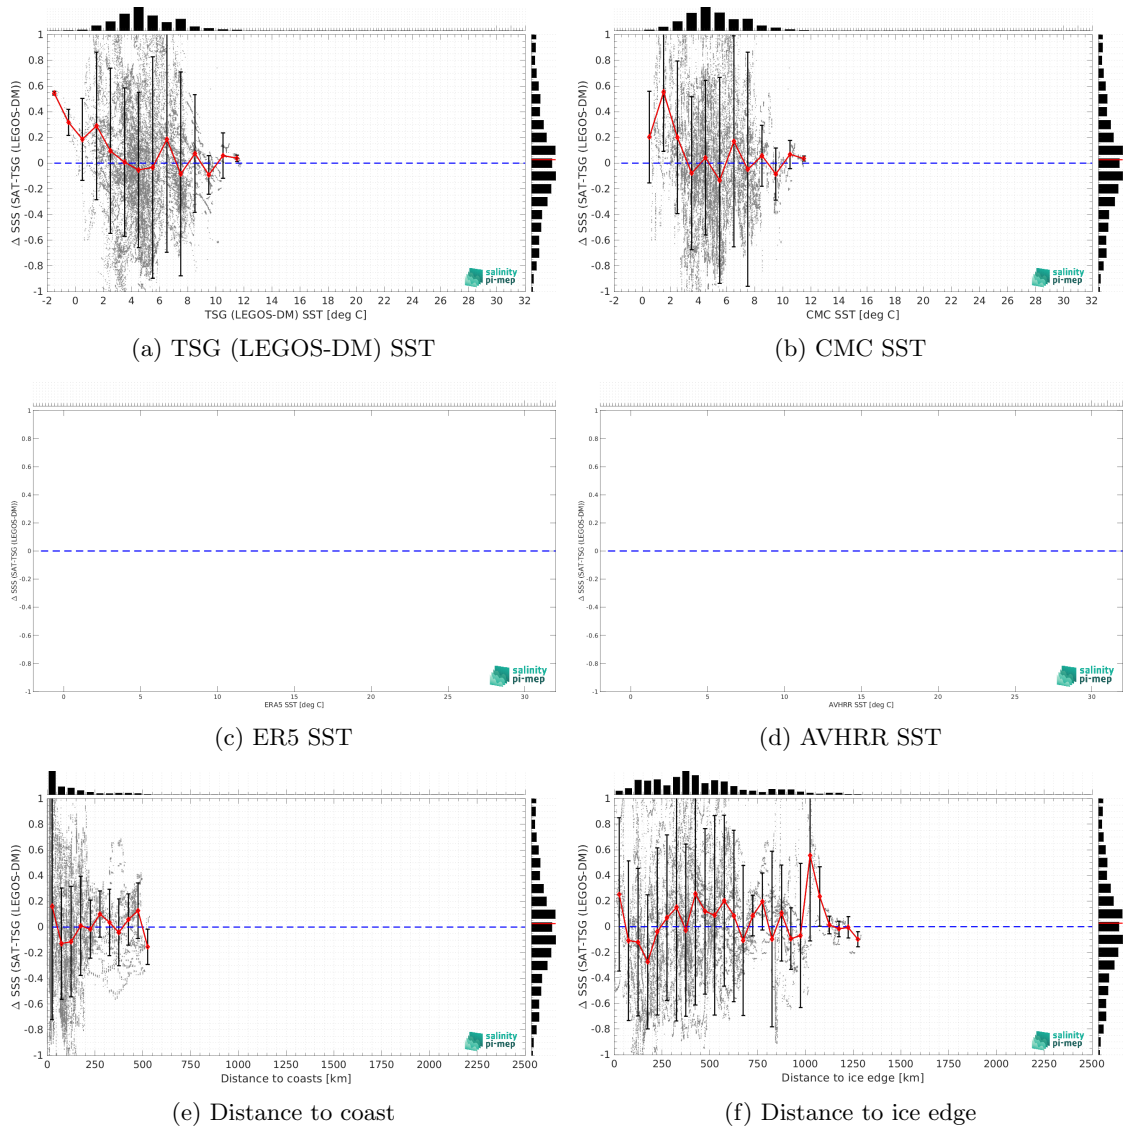 1
0.8
0.6
0.4
0.2
0
-0.2
-0.4
-0.6
-0.8
-1
Δ SSS (SAT-TSG (LEGOS-DM))
-2 0 2 4 6 8 10 12 14 16 18 20 22 24 26 28 30 32
TSG (LEGOS-DM) SST [deg C]
salinity
pi-mep
(a) TSG (LEGOS-DM) SST
1
0.8
0.6
0.4
0.2
0
-0.2
-0.4
-0.6
-0.8
-1
Δ SSS (SAT-TSG (LEGOS-DM))
-2 0 2 4 6 8 10 12 14 16 18 20 22 24 26 28 30 32
CMC SST [deg C]
salinity
pi-mep
(b) CMC SST
1
0.8
0.6
0.4
0.2
0
-0.2
-0.4
-0.6
-0.8
-1
Δ SSS (SAT-TSG (LEGOS-DM))
0 5 10 15 20 25 30
ERA5 SST [deg C]
salinity
pi-mep
(c) ER5 SST
1
0.8
0.6
0.4
0.2
0
-0.2
-0.4
-0.6
-0.8
-1
Δ SSS (SAT-TSG (LEGOS-DM))
0 5 10 15 20 25 30
AVHRR SST [deg C]
salinity
pi-mep
(d) AVHRR SST
1
0.8
0.6
0.4
0.2
0
-0.2
-0.4
-0.6
-0.8
-1
Δ SSS (SAT-TSG (LEGOS-DM))
0 250 500 750 1000 1250 1500 1750 2000 2250 2500
Distance to coasts [km]
salinity
pi-mep
(e) Distance to coast
1
0.8
0.6
0.4
0.2
0
-0.2
-0.4
-0.6
-0.8
-1
Δ SSS (SAT-TSG (LEGOS-DM))
0 250 500 750 1000 1250 1500 1750 2000 2250 2500
Distance to ice edge [km]
salinity
pi-mep
(f) Distance to ice edge